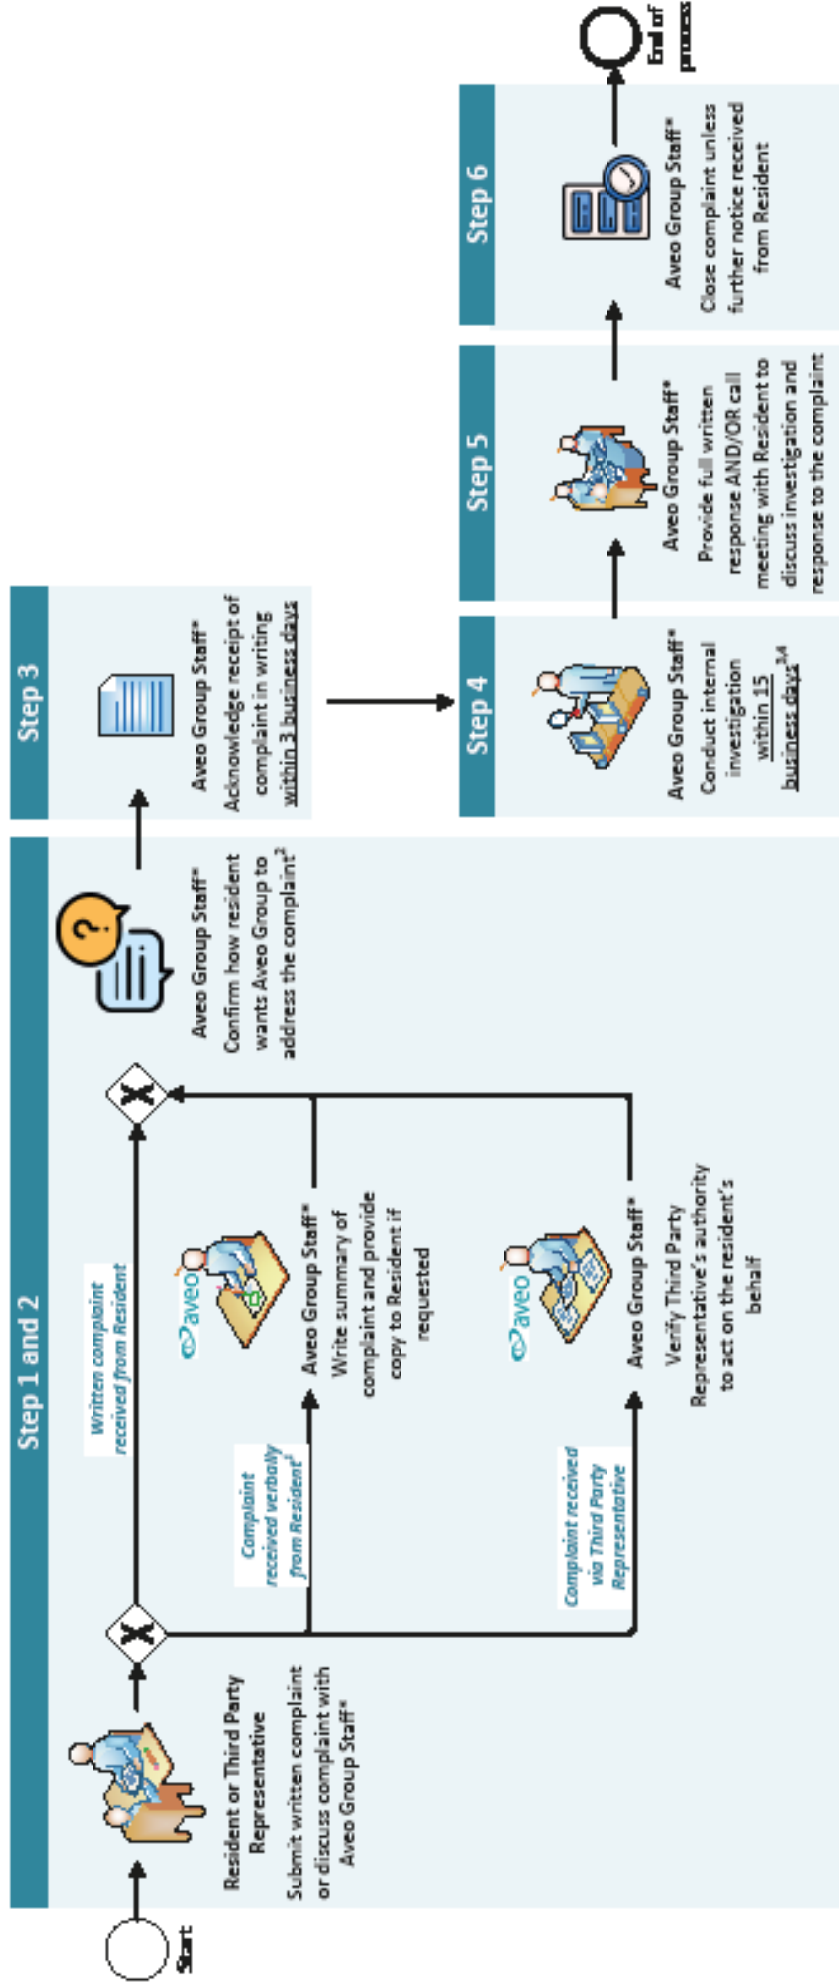 Start
Step 1 and 2
Resident or Third Party
Representative
Submit written complaint
or discuss complaint with
Aveo Group Staff*
X
Written complaint
received from Resident
Complaint
received verbally
from Resident¹
aveo
Aveo Group Staff*
Write summary of
complaint and provide
copy to Resident if
requested
Complaint received
via Third Party
Representative
aveo
Aveo Group Staff*
Verify Third Party
Representative's authority
to act on the resident's
behalf
X
?
Aveo Group Staff*
Confirm how resident
wants Aveo Group to
address the complaint²
Step 3
Aveo Group Staff*
Acknowledge receipt of
complaint in writing
within 3 business days
Step 4
Aveo Group Staff*
Conduct internal
investigation
within 15
business days³,⁴
Step 5
Aveo Group Staff*
Provide full written
response AND/OR call
meeting with Resident to
discuss investigation and
response to the complaint
Step 6
Aveo Group Staff*
Close complaint unless
further notice received
from Resident
End of
process